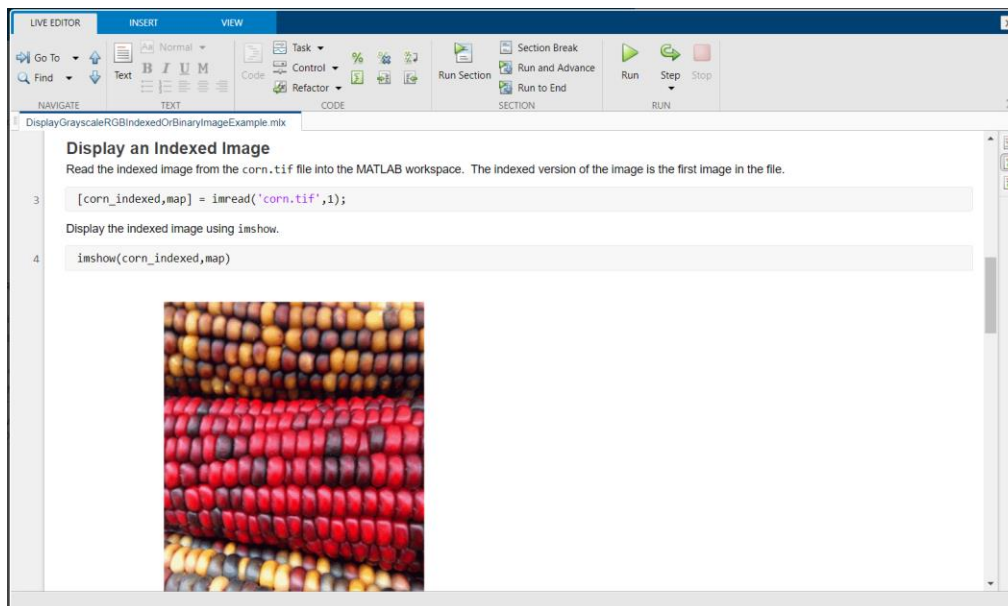 LIVE EDITOR INSERT VIEW
Go To
Find
NAVIGATE
Text
Aa Normal
B I U M
TEXT
Code
Task
Control
Refactor
CODE
Run Section
Section Break
Run and Advance
Run to End
SECTION
Run
Step
Stop
RUN
DisplayGrayscaleRGBIndexedOrBinaryImageExample.mlx
Display an Indexed Image
Read the indexed image from the corn.tif file into the MATLAB workspace. The indexed version of the image is the first image in the file.
3 [corn_indexed,map] = imread('corn.tif',1);
Display the indexed image using imshow.
4 imshow(corn_indexed,map)